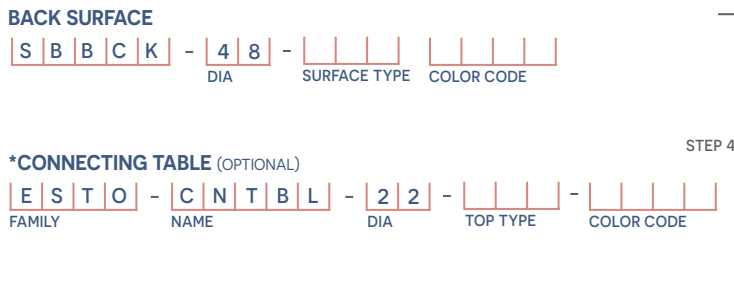 BACK SURFACE
S B B C K - 4 8 -
DIA SURFACE TYPE COLOR CODE
STEP 4
*CONNECTING TABLE (OPTIONAL)
E S T O - C N T B L - 2 2 - -
FAMILY NAME DIA TOP TYPE COLOR CODE